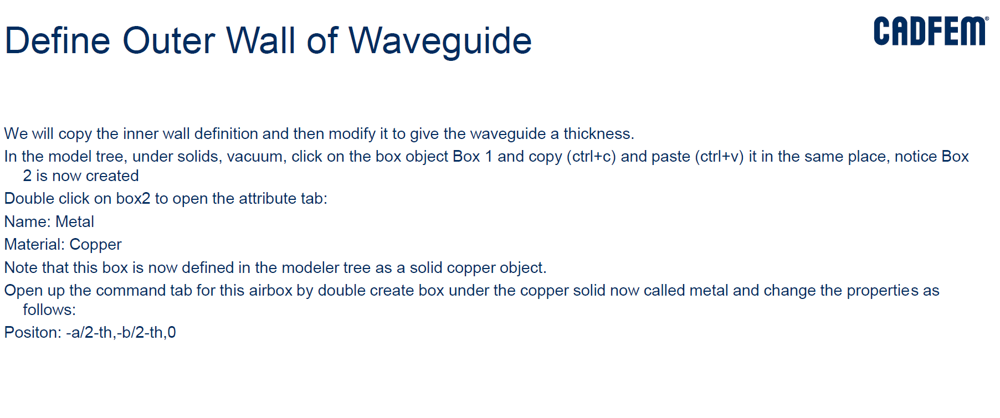 Define Outer Wall of Waveguide
CADFEM®
We will copy the inner wall definition and then modify it to give the waveguide a thickness.
In the model tree, under solids, vacuum, click on the box object Box 1 and copy (ctrl+c) and paste (ctrl+v) it in the same place, notice Box
2 is now created
Double click on box2 to open the attribute tab:
Name: Metal
Material: Copper
Note that this box is now defined in the modeler tree as a solid copper object.
Open up the command tab for this airbox by double create box under the copper solid now called metal and change the properties as
follows:
Positon: -a/2-th,-b/2-th,0